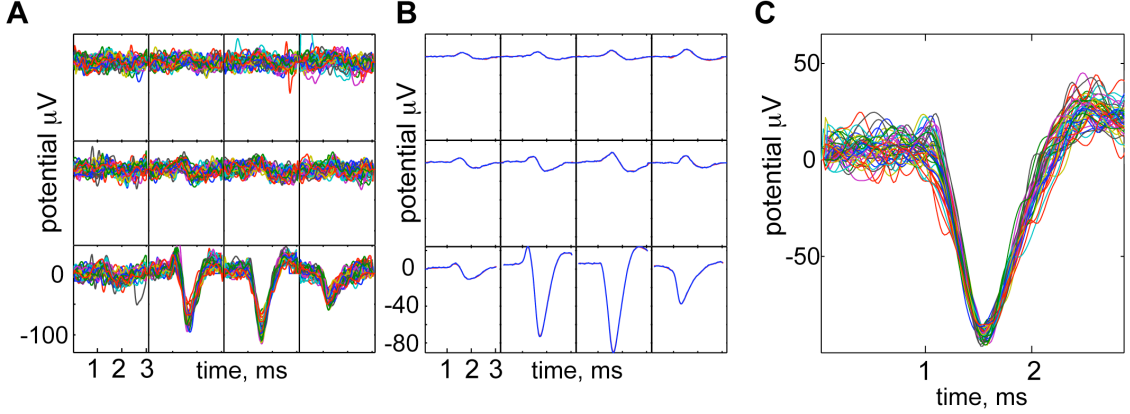 A
B
C
potential μV
0
-100
1 2 3 time, ms
potential μV
0
-40
-80
1 2 3 time, ms
potential μV
50
0
-50
1 2
time, ms